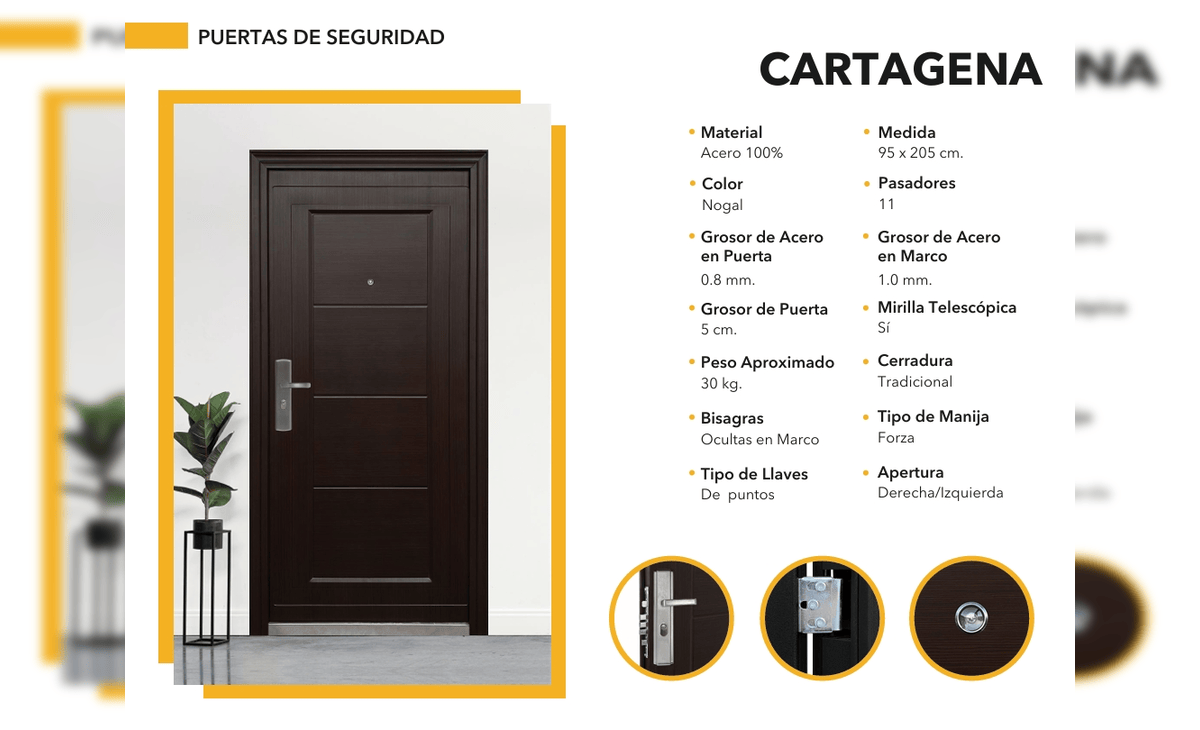 PUERTAS DE SEGURIDAD
CARTAGENA
Material
Acero 100%
Color
Nogal
Grosor de Acero
en Puerta
0.8 mm.
Grosor de Puerta
5 cm.
Peso Aproximado
30 kg.
Bisagras
Ocultas en Marco
Tipo de Llaves
De puntos
Medida
95 x 205 cm.
Pasadores
11
Grosor de Acero
en Marco
1.0 mm.
Mirilla Telescópica
Sí
Cerradura
Tradicional
Tipo de Manija
Forza
Apertura
Derecha/Izquierda